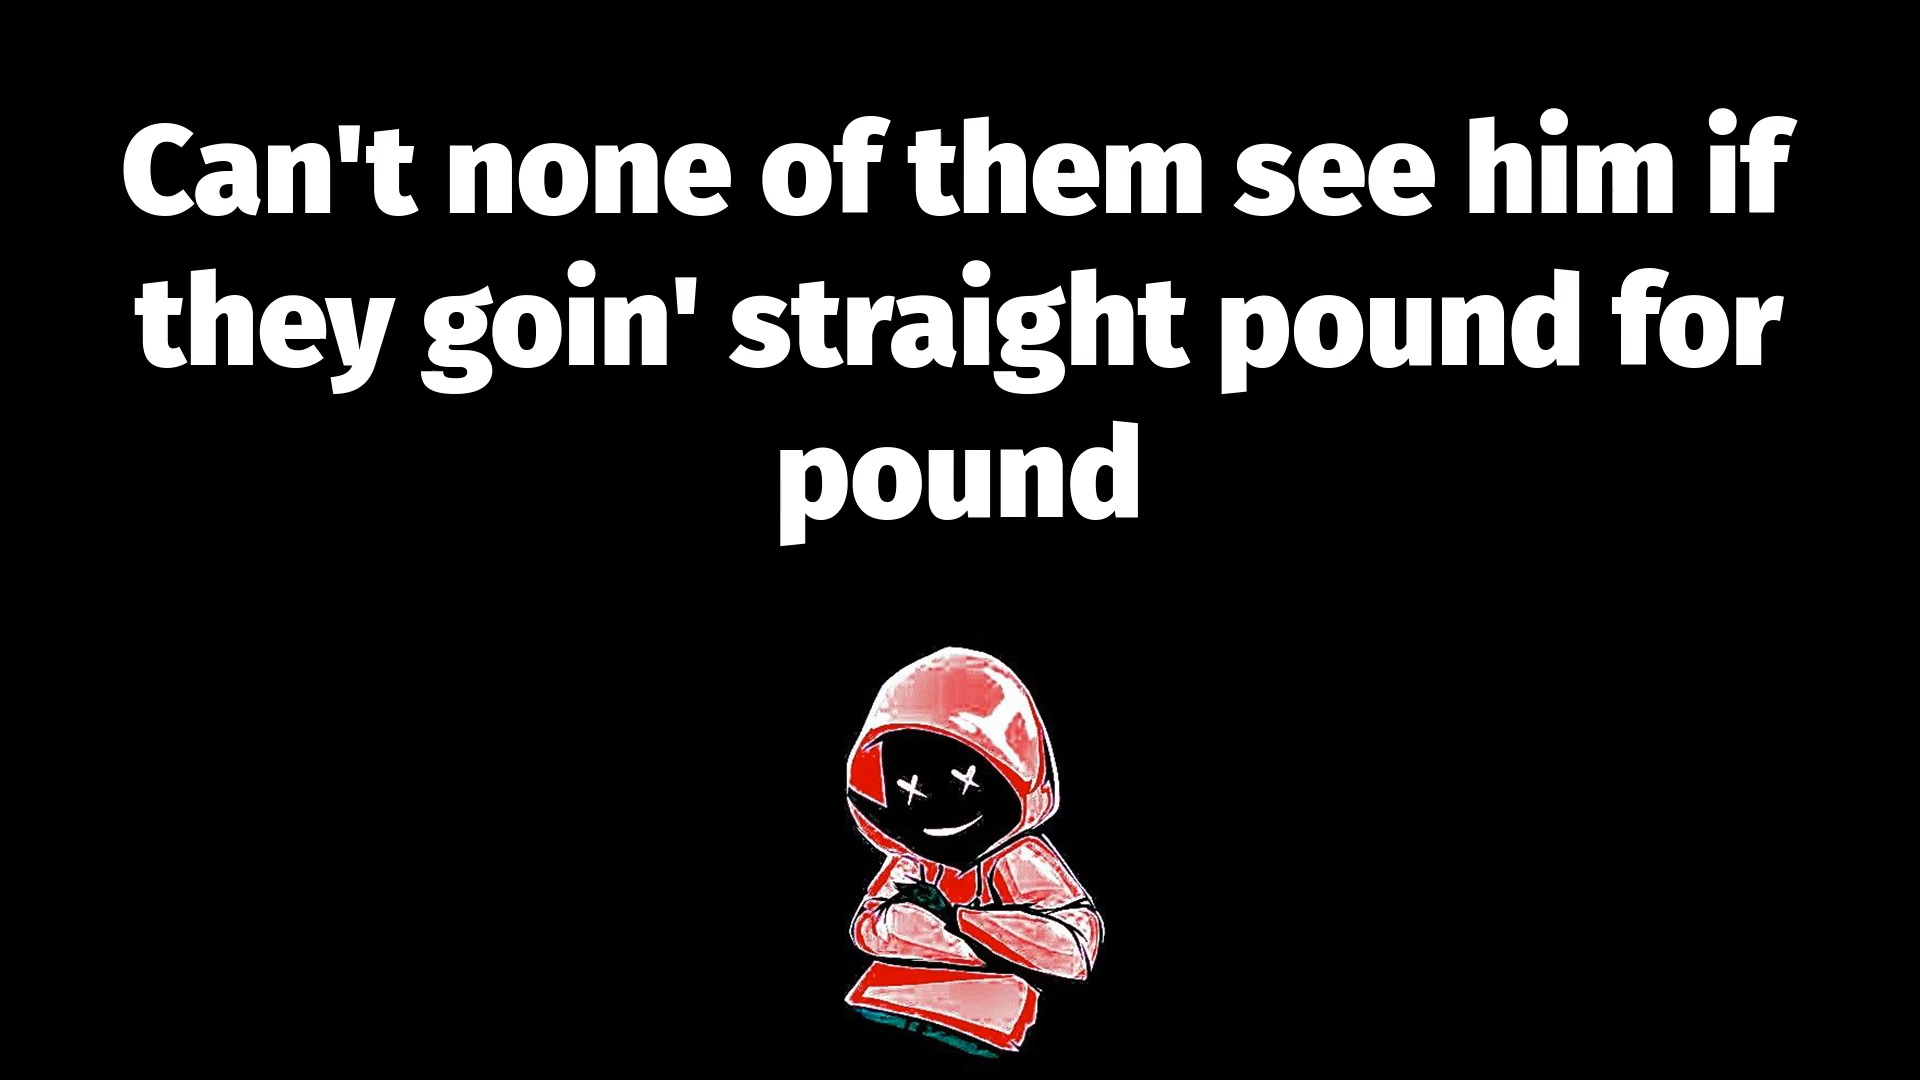 Can't none of them see him if
they goin' straight pound for
pound